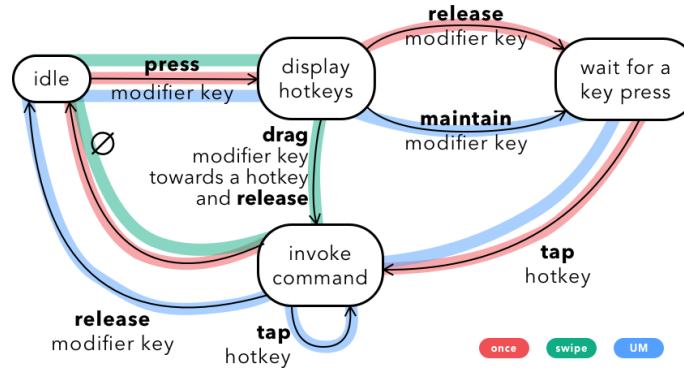 release
modifier key
idle
press
modifier key
display
hotkeys
wait for a
key press
maintain
modifier key
∅
drag
modifier key
towards a hotkey
and release
invoke
command
tap
hotkey
release
modifier key
tap
hotkey
once
swipe
UM